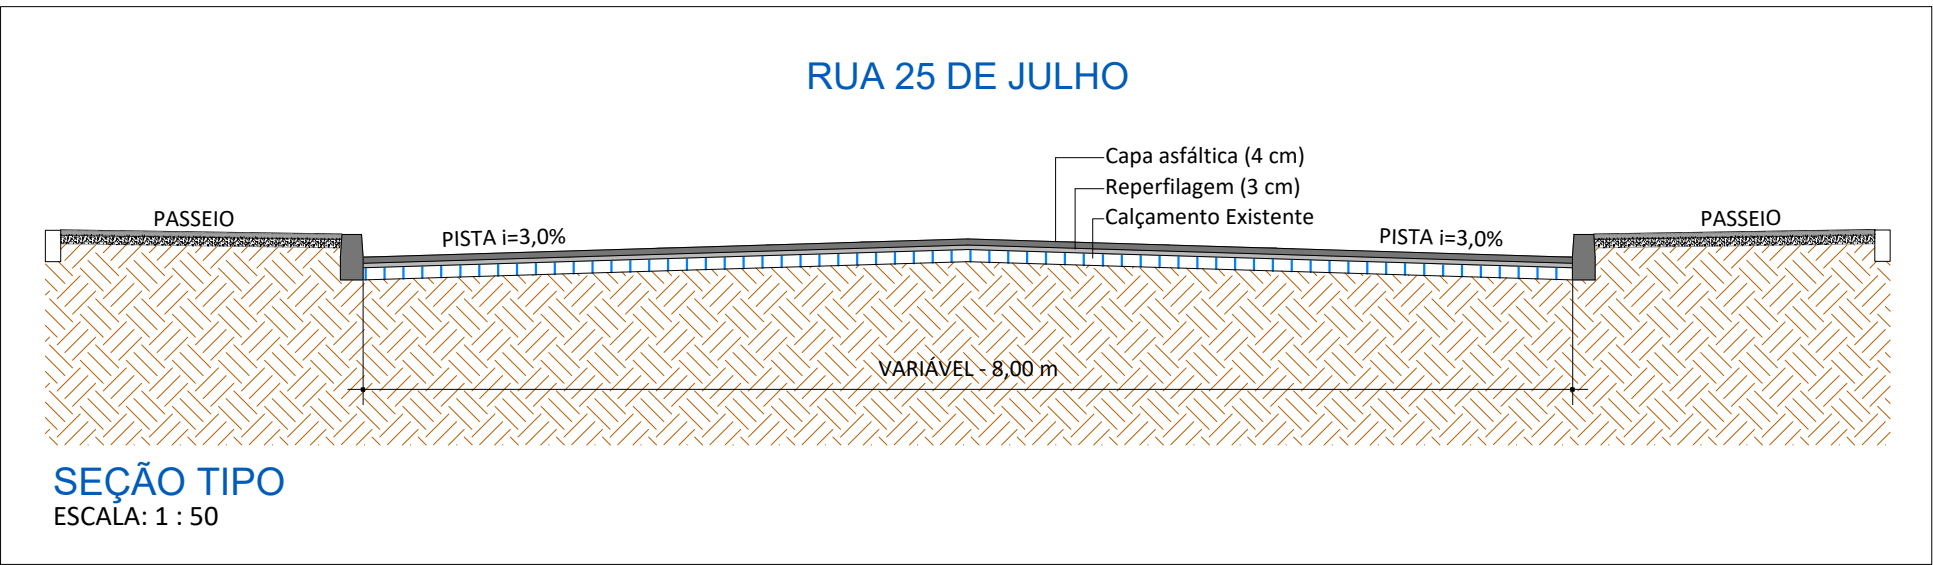 RUA 25 DE JULHO
Capa asfáltica (4 cm)
Reperfilagem (3 cm)
Calçamento Existente
PASSEIO
PISTA i=3,0%
PISTA i=3,0%
PASSEIO
VARIÁVEL - 8,00 m
SEÇÃO TIPO
ESCALA: 1 : 50